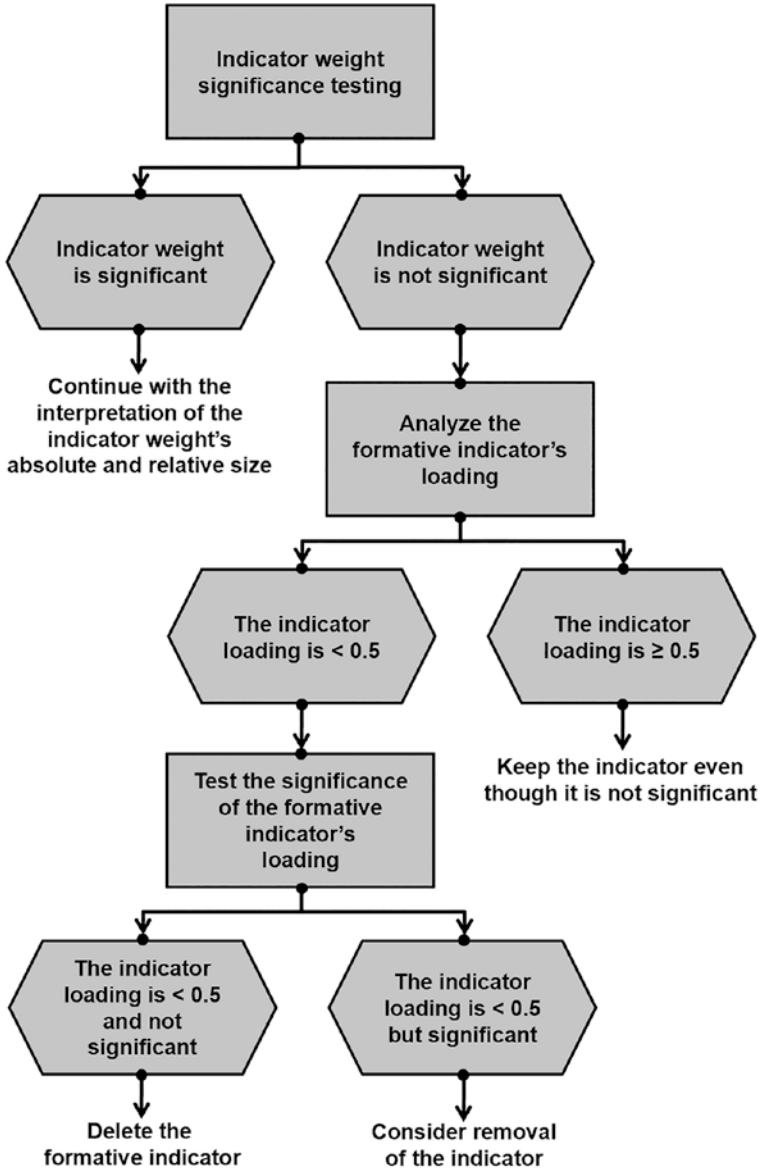 Indicator weight
significance testing
Indicator weight
is significant
Indicator weight
is not significant
Continue with the
interpretation of the
indicator weight’s
absolute and relative size
Analyze the
formative indicator’s
loading
The indicator
loading is < 0.5
The indicator
loading is ≥ 0.5
Test the significance
of the formative
indicator’s
loading
Keep the indicator even
though it is not significant
The indicator
loading is < 0.5
and not
significant
The indicator
loading is < 0.5
but significant
Delete the
formative indicator
Consider removal
of the indicator